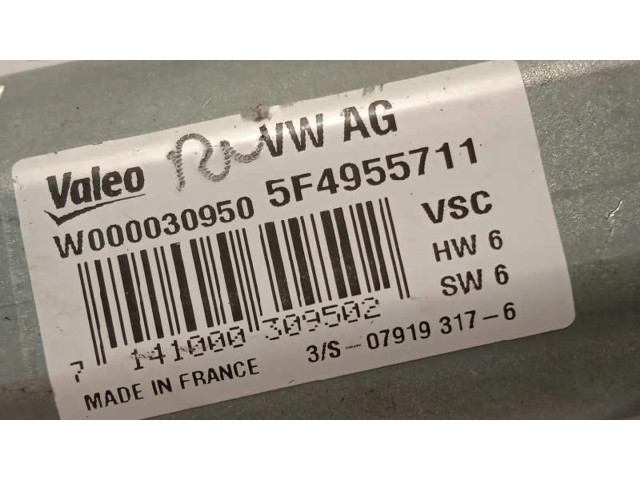 Valeo VW AG
W000030950 5F4955711
VSC
HW 6
SW 6
7 141000 309502
3/S-07919 317-6
MADE IN FRANCE